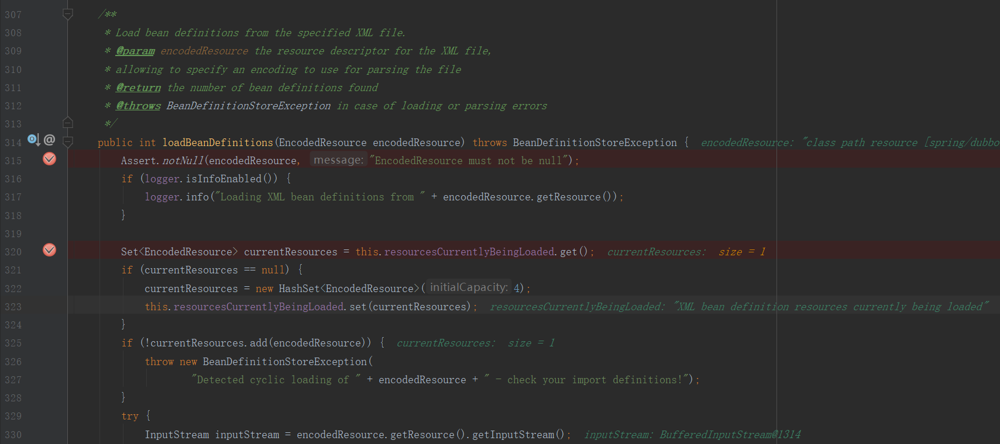 307 /**
308 * Load bean definitions from the specified XML file.
309 * @param encodedResource the resource descriptor for the XML file,
310 * allowing to specify an encoding to use for parsing the file
311 * @return the number of bean definitions found
312 * @throws BeanDefinitionStoreException in case of loading or parsing errors
313 */
314 @ public int loadBeanDefinitions(EncodedResource encodedResource) throws BeanDefinitionStoreException { encodedResource: "class path resource [spring/dubbo
315 Assert.notNull(encodedResource, message: "EncodedResource must not be null");
316 if (logger.isInfoEnabled()) {
317 logger.info("Loading XML bean definitions from " + encodedResource.getResource());
318 }
319
320 Set<EncodedResource> currentResources = this.resourcesCurrentlyBeingLoaded.get(); currentResources: size = 1
321 if (currentResources == null) {
322 currentResources = new HashSet<EncodedResource>( initialCapacity: 4);
323 this.resourcesCurrentlyBeingLoaded.set(currentResources); resourcesCurrentlyBeingLoaded: "XML bean definition resources currently being loaded"
324 }
325 if (!currentResources.add(encodedResource)) { currentResources: size = 1
326 throw new BeanDefinitionStoreException(
327 "Detected cyclic loading of " + encodedResource + " - check your import definitions!");
328 }
329 try {
330 InputStream inputStream = encodedResource.getResource().getInputStream(); inputStream: BufferedInputStream@1314